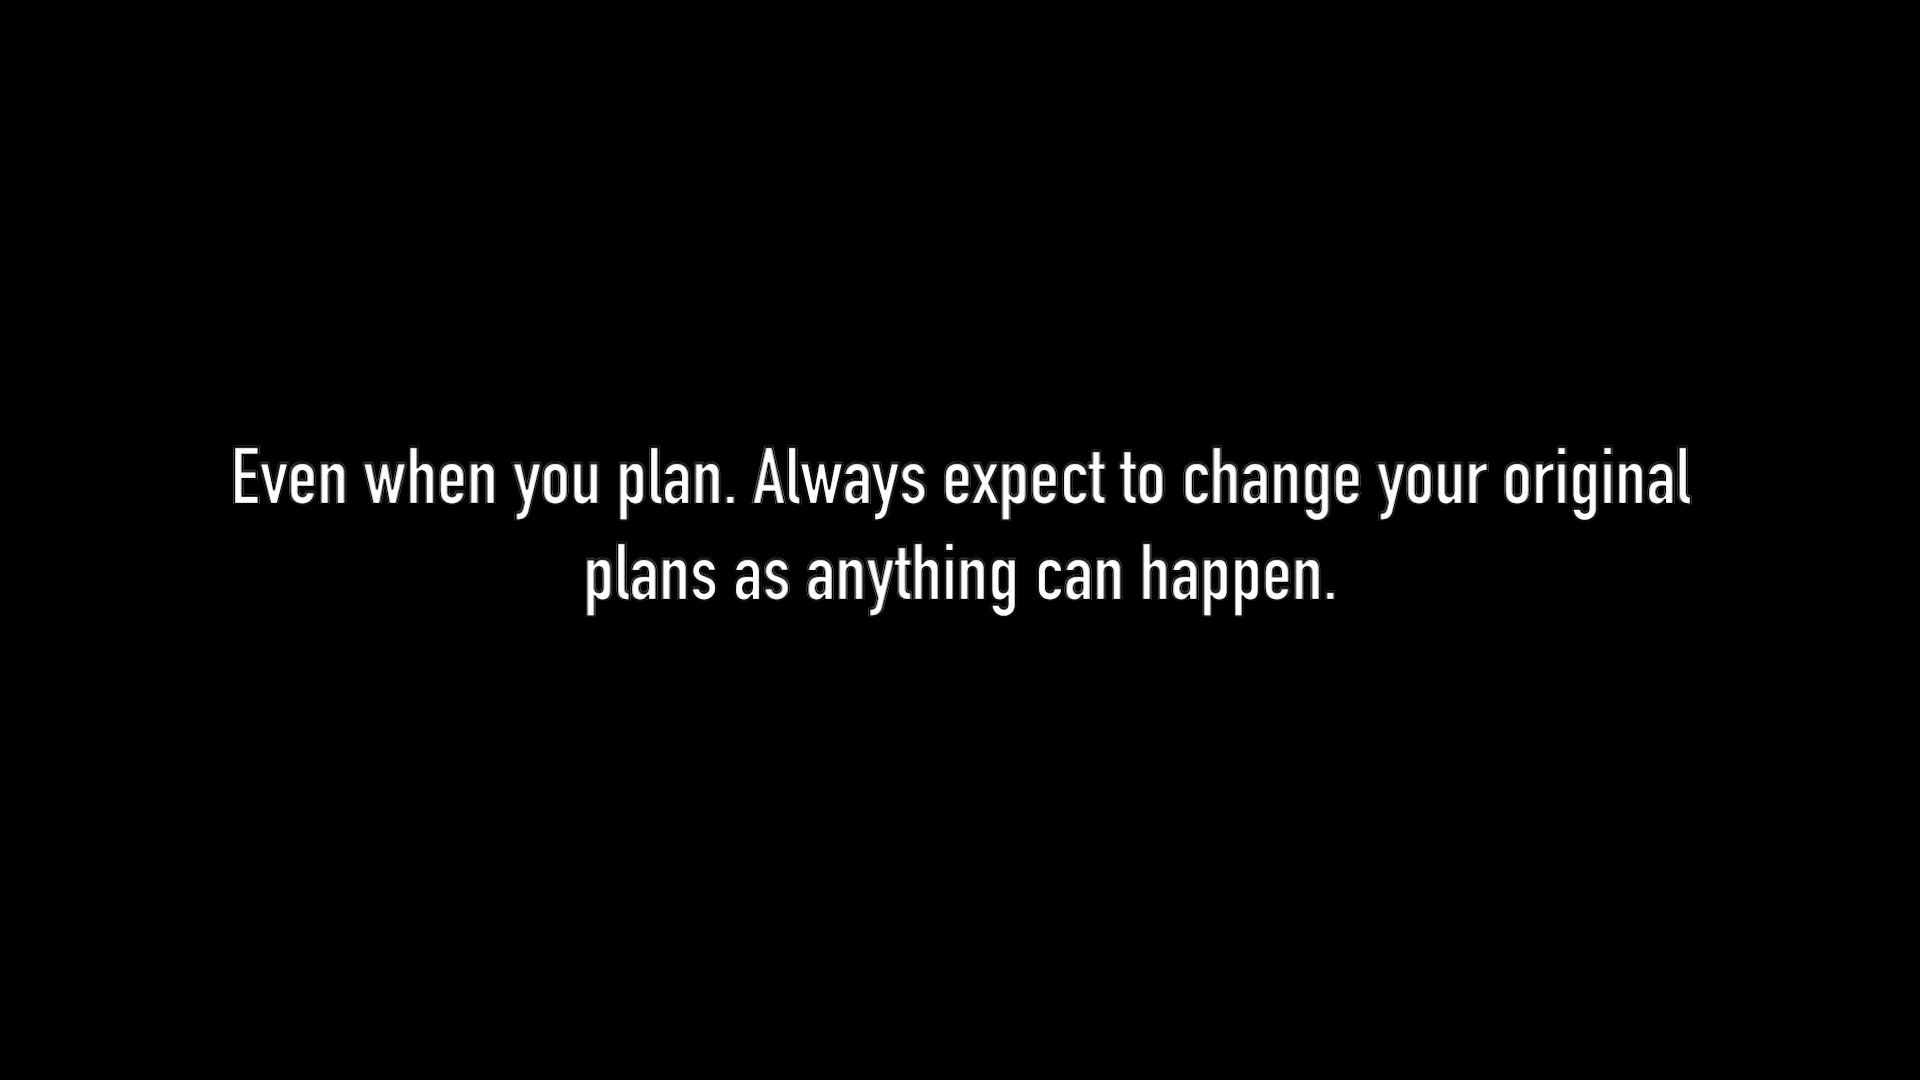 Even when you plan. Always expect to change your original
plans as anything can happen.